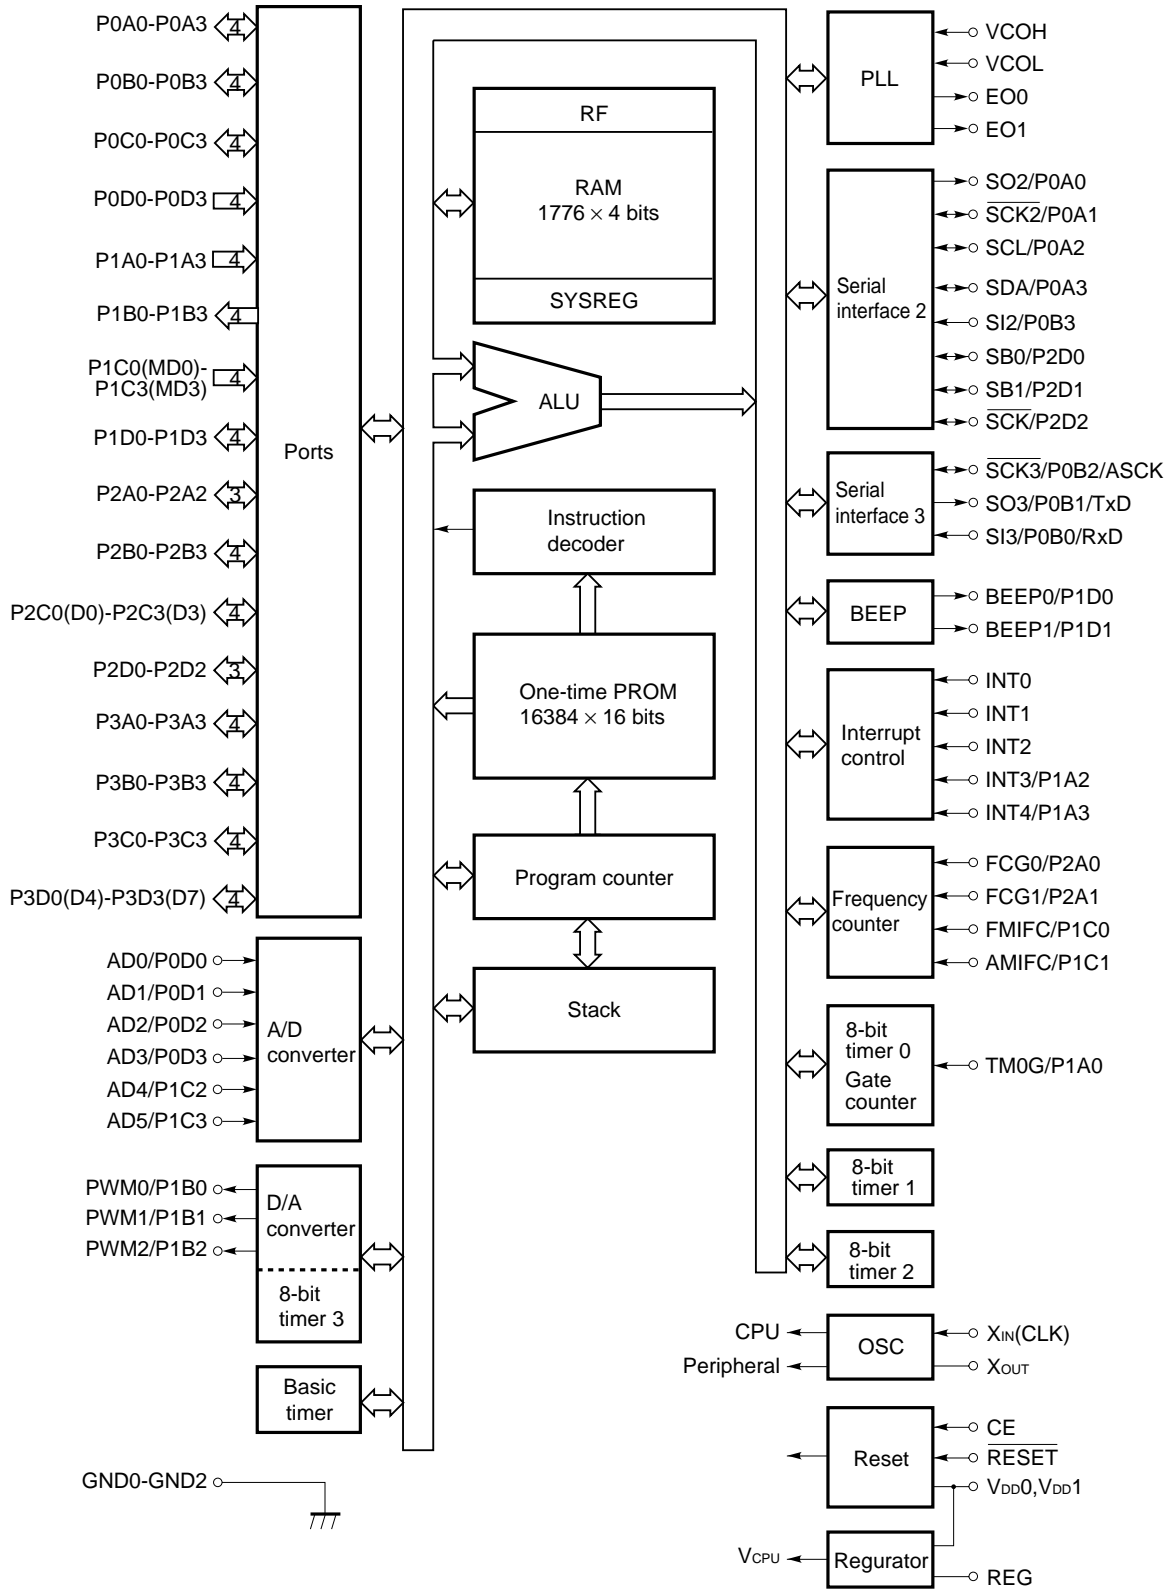 P0A0-P0A3
4
P0B0-P0B3
4
P0C0-P0C3
4
P0D0-P0D3
4
P1A0-P1A3
4
P1B0-P1B3
4
P1C0(MD0)-
P1C3(MD3)
4
P1D0-P1D3
4
P2A0-P2A2
3
P2B0-P2B3
4
P2C0(D0)-P2C3(D3)
4
P2D0-P2D2
3
P3A0-P3A3
4
P3B0-P3B3
4
P3C0-P3C3
4
P3D0(D4)-P3D3(D7)
4
Ports
AD0/P0D0
AD1/P0D1
AD2/P0D2
AD3/P0D3
AD4/P1C2
AD5/P1C3
A/D
converter
PWM0/P1B0
PWM1/P1B1
PWM2/P1B2
D/A
converter
8-bit
timer 3
Basic
timer
GND0-GND2
RF
RAM
1776 × 4 bits
SYSREG
ALU
Instruction
decoder
One-time PROM
16384 × 16 bits
Program counter
Stack
PLL
VCOH
VCOL
EO0
EO1
Serial
interface 2
SO2/P0A0
SCK2/P0A1
SCL/P0A2
SDA/P0A3
SI2/P0B3
SB0/P2D0
SB1/P2D1
SCK/P2D2
Serial
interface 3
SCK3/P0B2/ASCK
SO3/P0B1/TxD
SI3/P0B0/RxD
BEEP
BEEP0/P1D0
BEEP1/P1D1
Interrupt
control
INT0
INT1
INT2
INT3/P1A2
INT4/P1A3
Frequency
counter
FCG0/P2A0
FCG1/P2A1
FMIFC/P1C0
AMIFC/P1C1
8-bit
timer 0
Gate
counter
TM0G/P1A0
8-bit
timer 1
8-bit
timer 2
CPU
Peripheral
OSC
XIN(CLK)
XOUT
Reset
CE
RESET
VDD0,VDD1
VCPU
Regurator
REG